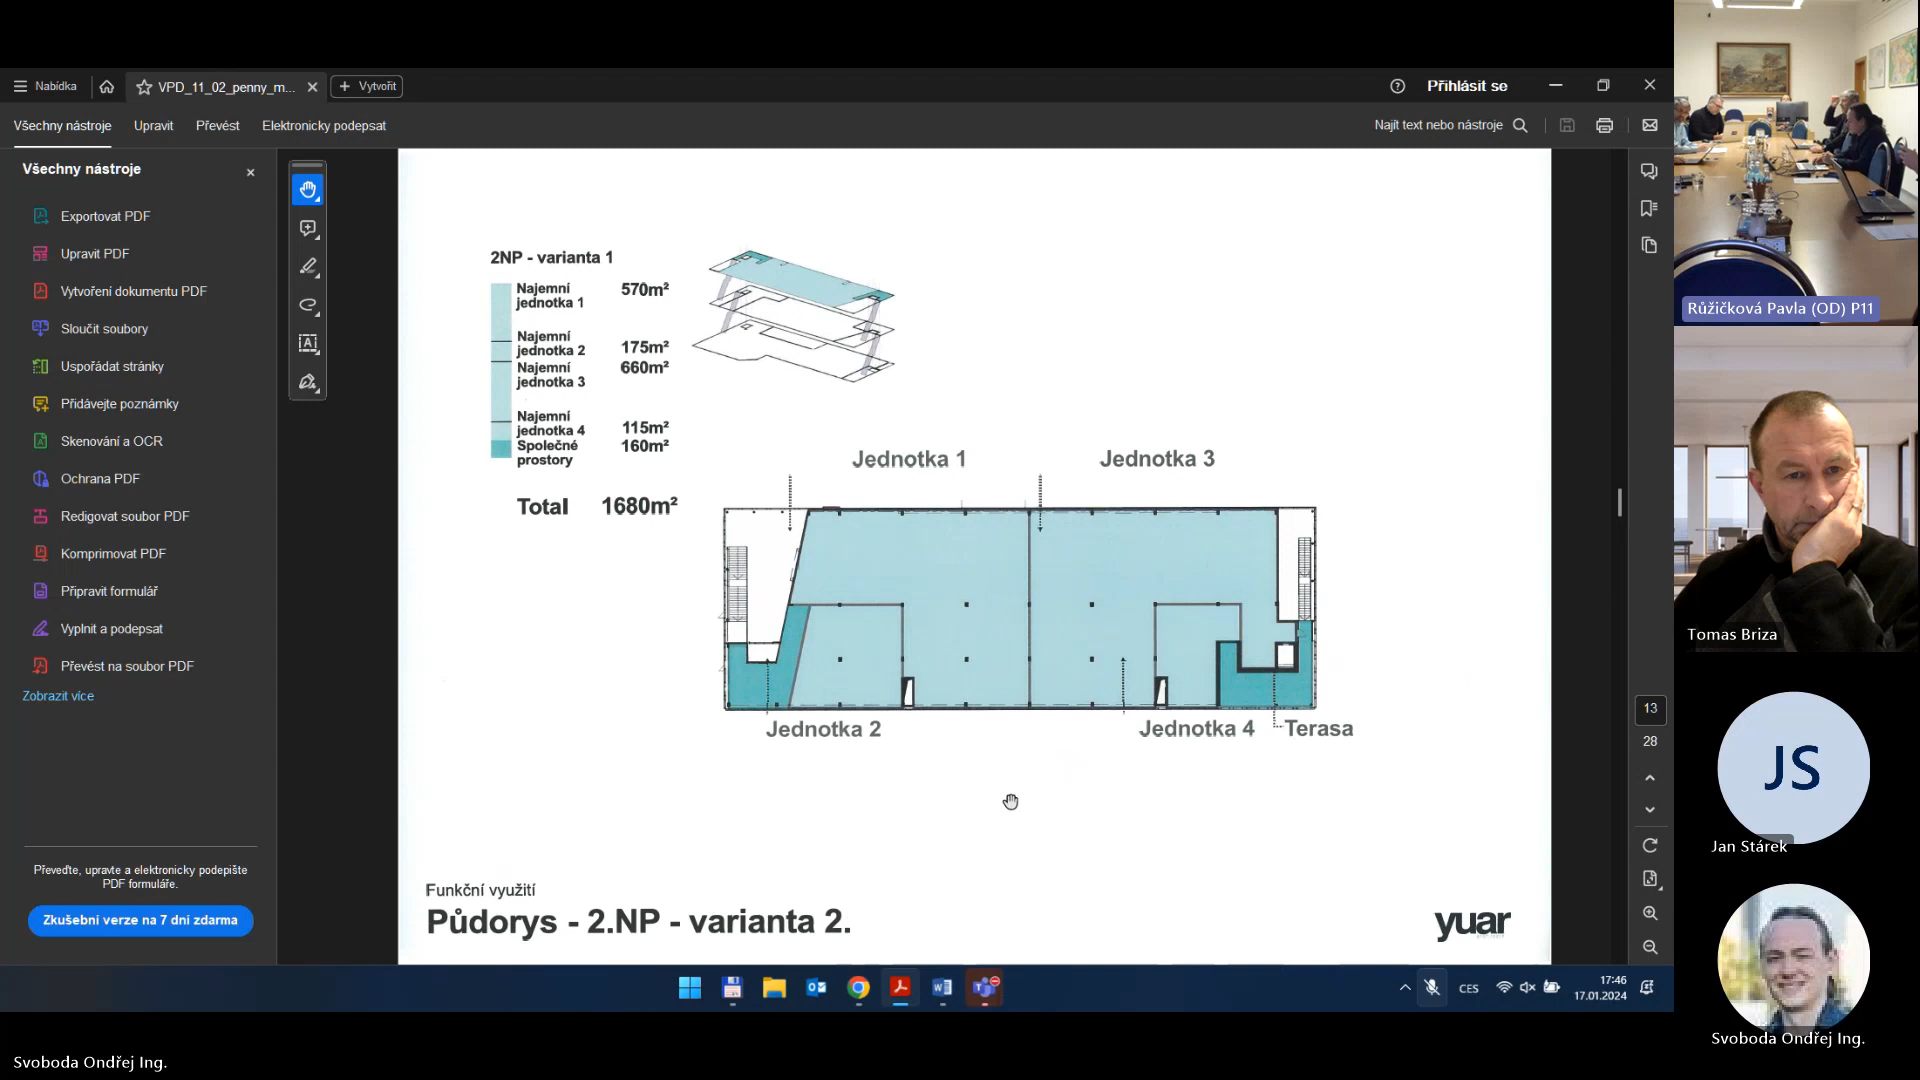 Nabídka
VPD_11_02_penny_m...
Vytvořit
Přihlásit se
Všechny nástroje
Upravit
Převést
Elektronicky podepsat
Najít text nebo nástroje
Všechny nástroje
Exportovat PDF
Upravit PDF
Vytvoření dokumentu PDF
Sloučit soubory
Uspořádat stránky
Přidávejte poznámky
Skenování a OCR
Ochrana PDF
Redigovat soubor PDF
Komprimovat PDF
Připravit formulář
Vyplnit a podepsat
Převést na soubor PDF
Zobrazit více
Převeďte, upravte a elektronicky podepište
PDF formuláře.
Zkušební verze na 7 dní zdarma
2NP - varianta 1
Najemní
jednotka 1 570m²
Najemní
jednotka 2 175m²
Najemní 660m²
jednotka 3
Najemní
jednotka 4 115m²
Společné 160m²
prostory
Total 1680m²
Jednotka 1
Jednotka 3
Jednotka 2
Jednotka 4
Terasa
Funkční využití
Půdorys - 2.NP - varianta 2.
yuar
13
28
CES
17:46
17.01.2024
Růžičková Pavla (OD) P11
Tomas Briza
JS
Jan Stárek
Svoboda Ondřej Ing.
Svoboda Ondřej Ing.